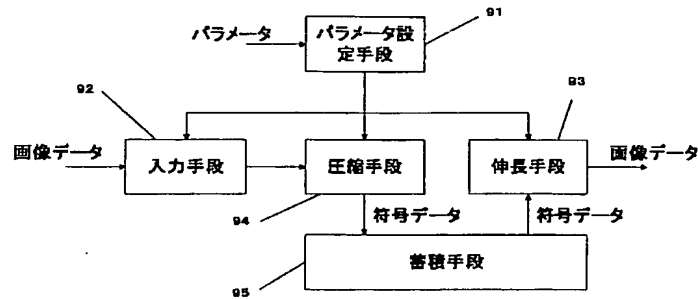 91
パラメータ
パラメータ設
定手段
92
93
画像データ
入力手段
圧縮手段
伸長手段
画像データ
94
符号データ
符号データ
蓄積手段
95